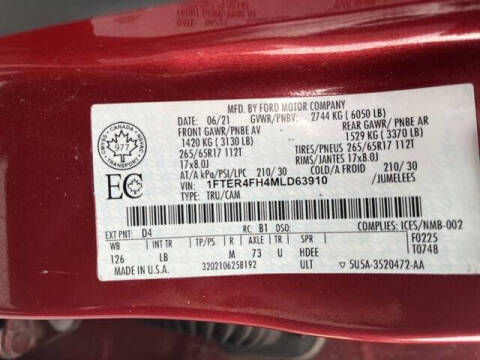 MFD. BY FORD MOTOR COMPANY
DATE: 06/21 GVWR/PNBV: 2744 KG ( 6050 LB)
FRONT GAWR/PNBE AV REAR GAWR/ PNBE AR
1420 KG ( 3130 LB) 1529 KG ( 3370 LB)
265/65R17 112T TIRES/PNEUS 265/65R17 112T
17x8.0J RIMS/JANTES 17x8.0J
AT/A kPa/PSI/LPC 210/ 30 COLD/A FROID 210/ 30
VIN: 1FTER4FH4MLD63910
TYPE: TRU/CAM
CANADA
977
EC
COMPLIES: ICES/NMB-002
EXT PNT: D4 RC: B1 DSO: F0225
WB INT TR TP/PS R AXLE TR SPR T0748
126 LB M 73 U HDEE
3202106258192 ULT
MADE IN U.S.A. 5U5A-3520472-AA